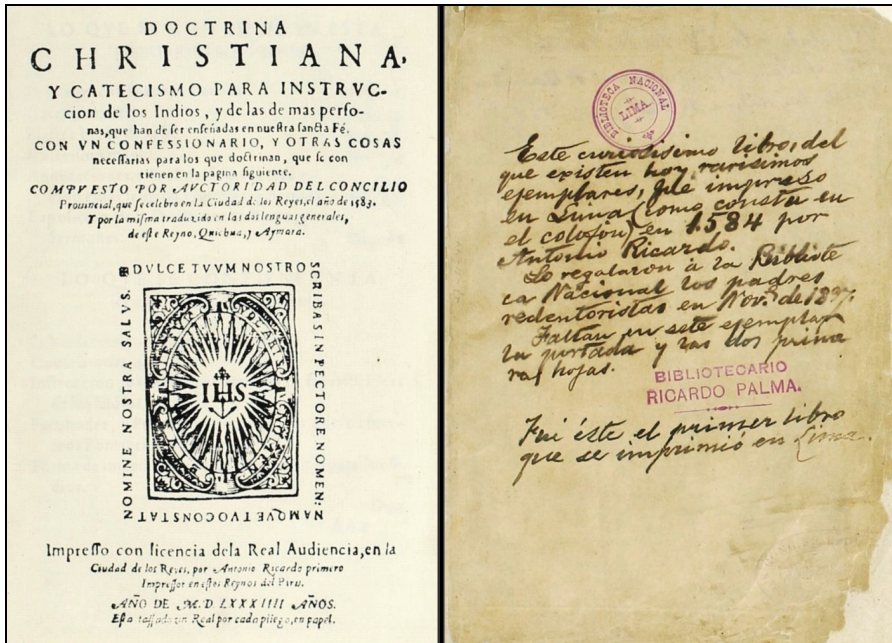 DOCTRINA
CHRISTIANA,
Y CATECISMO PARA INSTRVC-
cion de los Indios, y de las de mas perso-
nas, que han de ser enseñadas en nuestra sancta Fé.
CON VN CONFESSIONARIO, Y OTRAS COSAS
necessarias para los que doctrinan, que se con
tienen en la pagina siguiente.
COMPVESTO POR AVCTORIDAD DEL CONCILIO
Prouincial, que se celebro en la Ciudad de los Reyes, el año de 1583.
Y por la misma traduzido en las dos lenguas generales,
de este Reyno, Quichua, y Aymara.
DVLCE TVVM NOSTRO
SCRIBAS IN PECTORE NOMEN:
NAMQVE TVO CONSTAT
NOMINE NOSTRA SALVS.
IHS
Impresso con licencia dela Real Audiencia, en la
Ciudad de los Reyes, por Antonio Ricardo primero
Impressor en estos Reynos del Piru.
AÑO DE M.D LXXXIIII AÑOS.
Esta tassado un Real por cada pliego, en papel.
BIBLIOTECA NACIONAL
LIMA
Este curiosisimo libro, del
que existen hoy rarisimos
ejemplares, fue impreso
en Lima (como consta en
el colofon) en 1584 por
Antonio Ricardo.
Lo regalaron á la Bibliote
ca Nacional los padres
redentoristas en Nov. de
Faltan en este ejemplar
la portada y las dos prime
ras hojas.
BIBLIOTECARIO
RICARDO PALMA.
Fué éste el primer libro
que se imprimió en Lima.